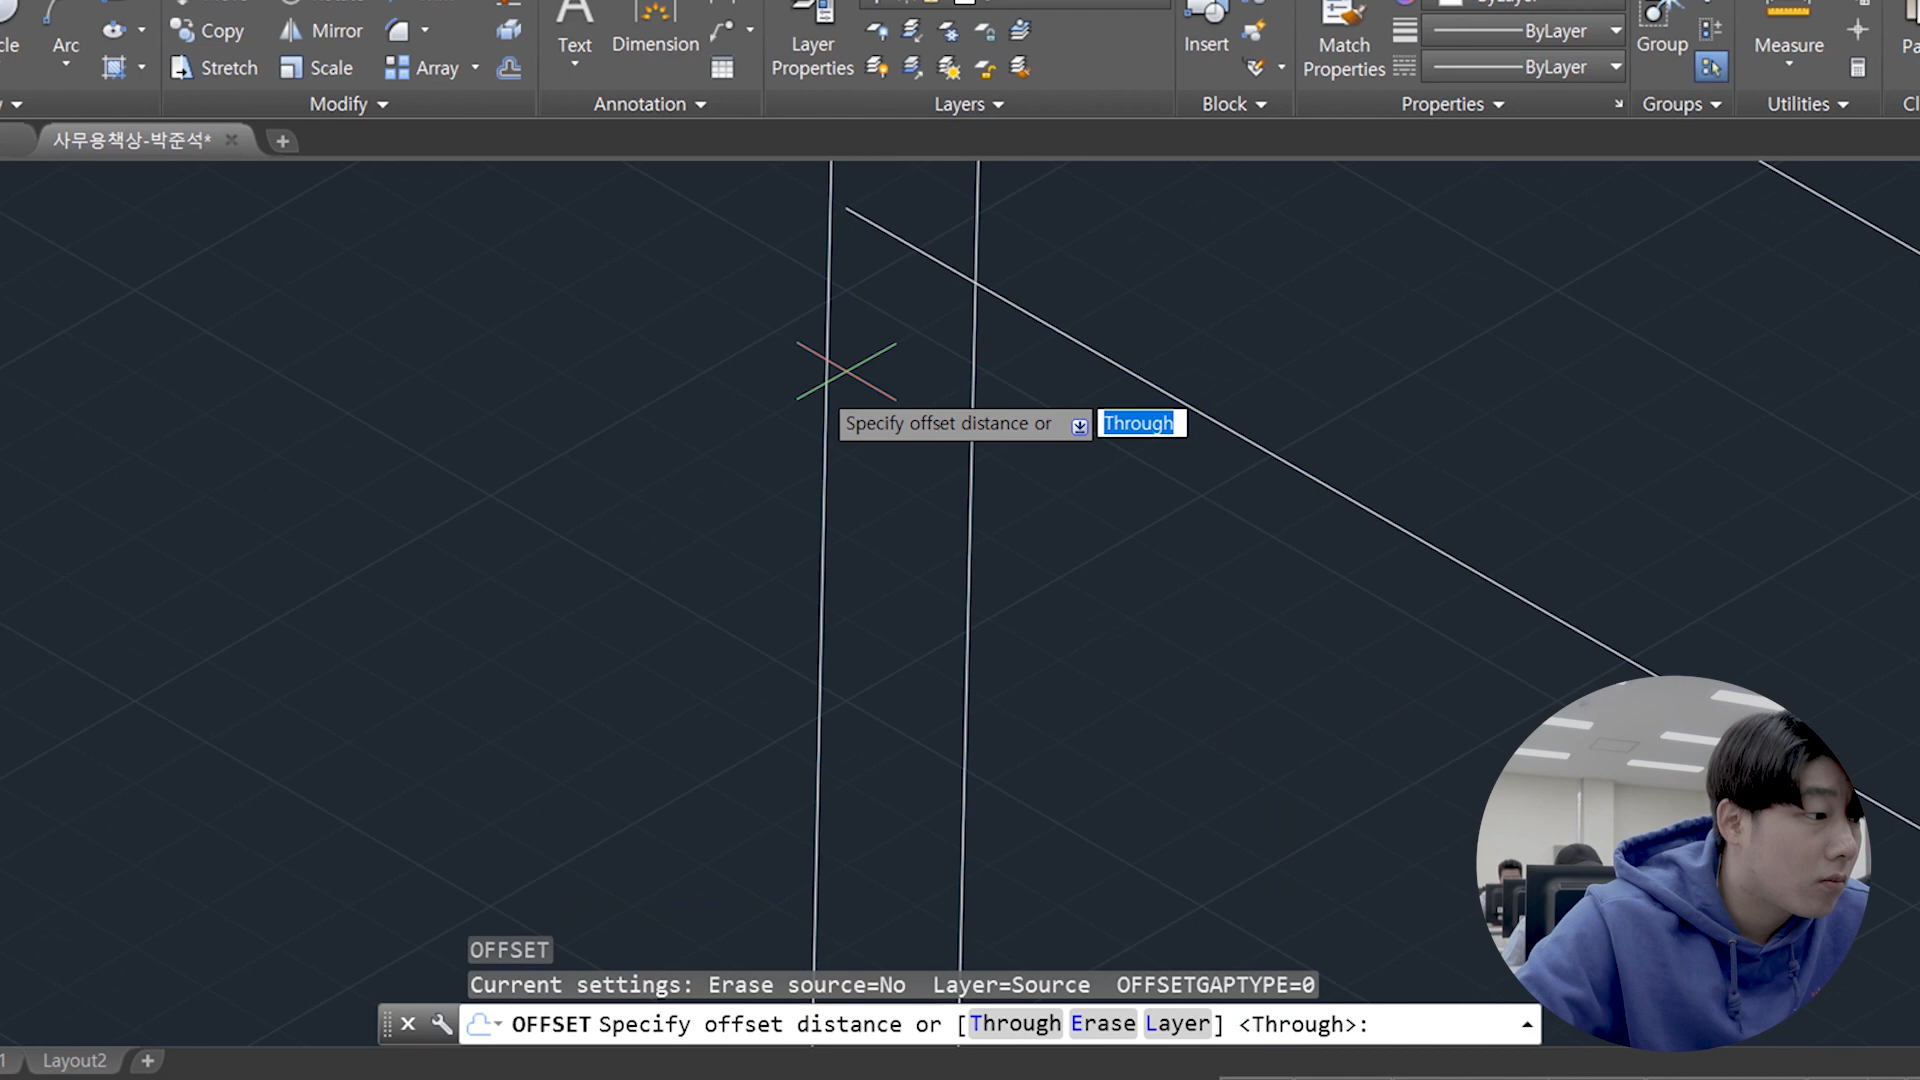 Arc
Copy
Mirror
Stretch
Scale
Array
Modify
Text
Dimension
Annotation
Layer
Properties
Layers
Insert
Block
Match
Properties
ByLayer
ByLayer
Properties
Group
Groups
Measure
Utilities
사무용책상-박준석*
Specify offset distance or
Through
OFFSET
Current settings: Erase source=No Layer=Source OFFSETGAPTYPE=0
OFFSET Specify offset distance or [Through Erase Layer] <Through>:
Layout2